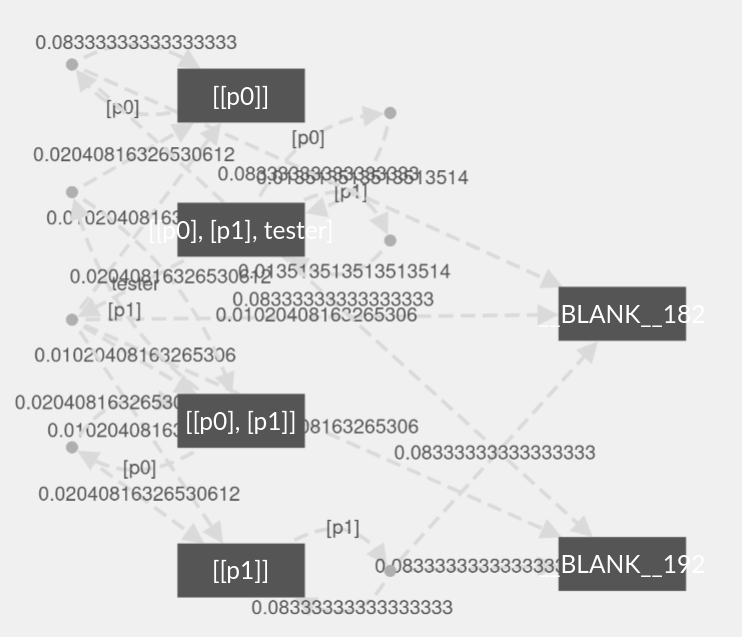 0.08333333333333333
[[p0]]
[p0]
[p0]
0.02040816326530612
0.08333333333333333
0.013513513513513514
[p1]
0.01020408163
[[p0], [p1], tester]
0.02040816326530612
0.013513513513513514
tester
0.08333333333333333
[p1]
0.01020408163265306
__BLANK__182
0.01020408163265306
0.02040816326530
[[p0], [p1]]
0.01020408163
08163265306
0.08333333333333333
[p0]
0.02040816326530612
[p1]
[[p1]]
0.0833333333333333
__BLANK__192
0.08333333333333333